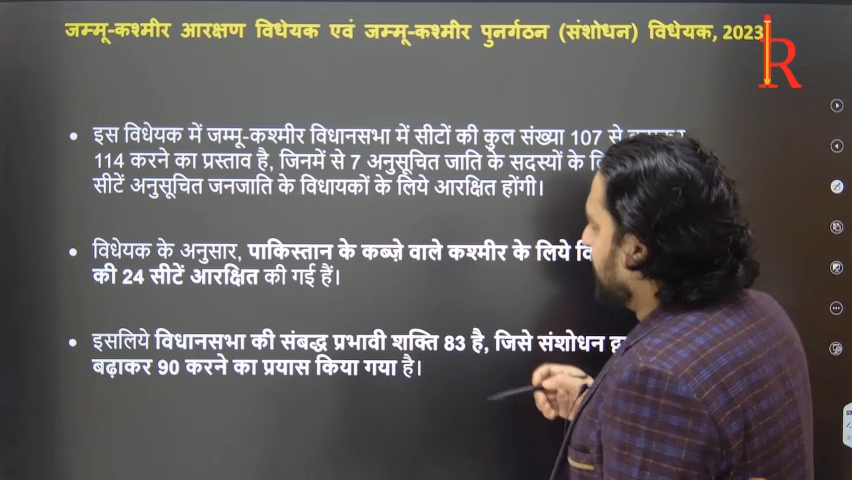 जम्मू-कश्मीर आरक्षण विधेयक एवं जम्मू-कश्मीर पुनर्गठन (संशोधन) विधेयक, 2023
R
• इस विधेयक में जम्मू-कश्मीर विधानसभा में सीटों की कुल संख्या 107 से
114 करने का प्रस्ताव है, जिनमें से 7 अनुसूचित जाति के सदस्यों के
सीटें अनुसूचित जनजाति के विधायकों के लिये आरक्षित होंगी।
• विधेयक के अनुसार, पाकिस्तान के कब्ज़े वाले कश्मीर के लिये
की 24 सीटें आरक्षित की गई हैं।
• इसलिये विधानसभा की संबद्ध प्रभावी शक्ति 83 है, जिसे संशोधन
बढ़ाकर 90 करने का प्रयास किया गया है।